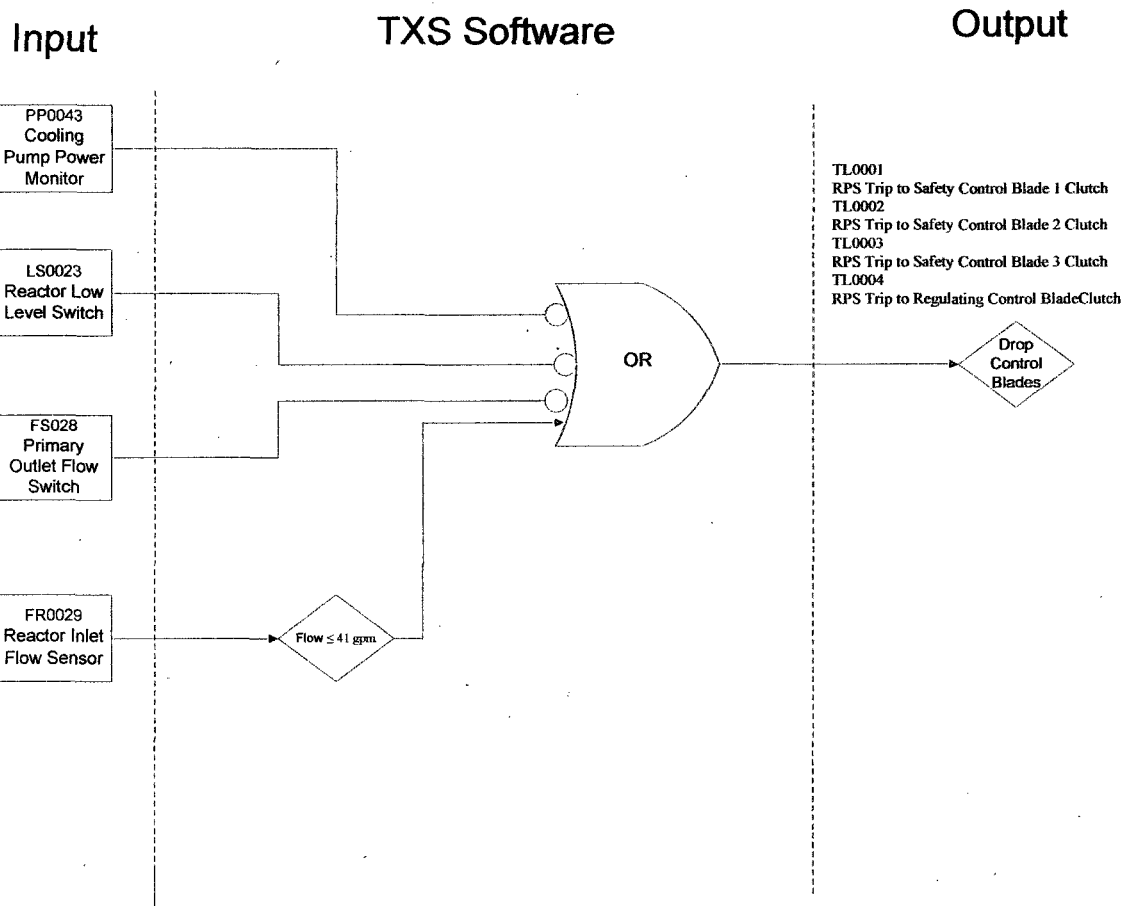 Input
TXS Software
Output
PP0043
Cooling
Pump Power
Monitor
LS0023
Reactor Low
Level Switch
FS028
Primary
Outlet Flow
Switch
FR0029
Reactor Inlet
Flow Sensor
Flow ≤ 41 gpm
OR
TL0001
RPS Trip to Safety Control Blade 1 Clutch
TL0002
RPS Trip to Safety Control Blade 2 Clutch
TL0003
RPS Trip to Safety Control Blade 3 Clutch
TL0004
RPS Trip to Regulating Control BladeClutch
Drop
Control
Blades